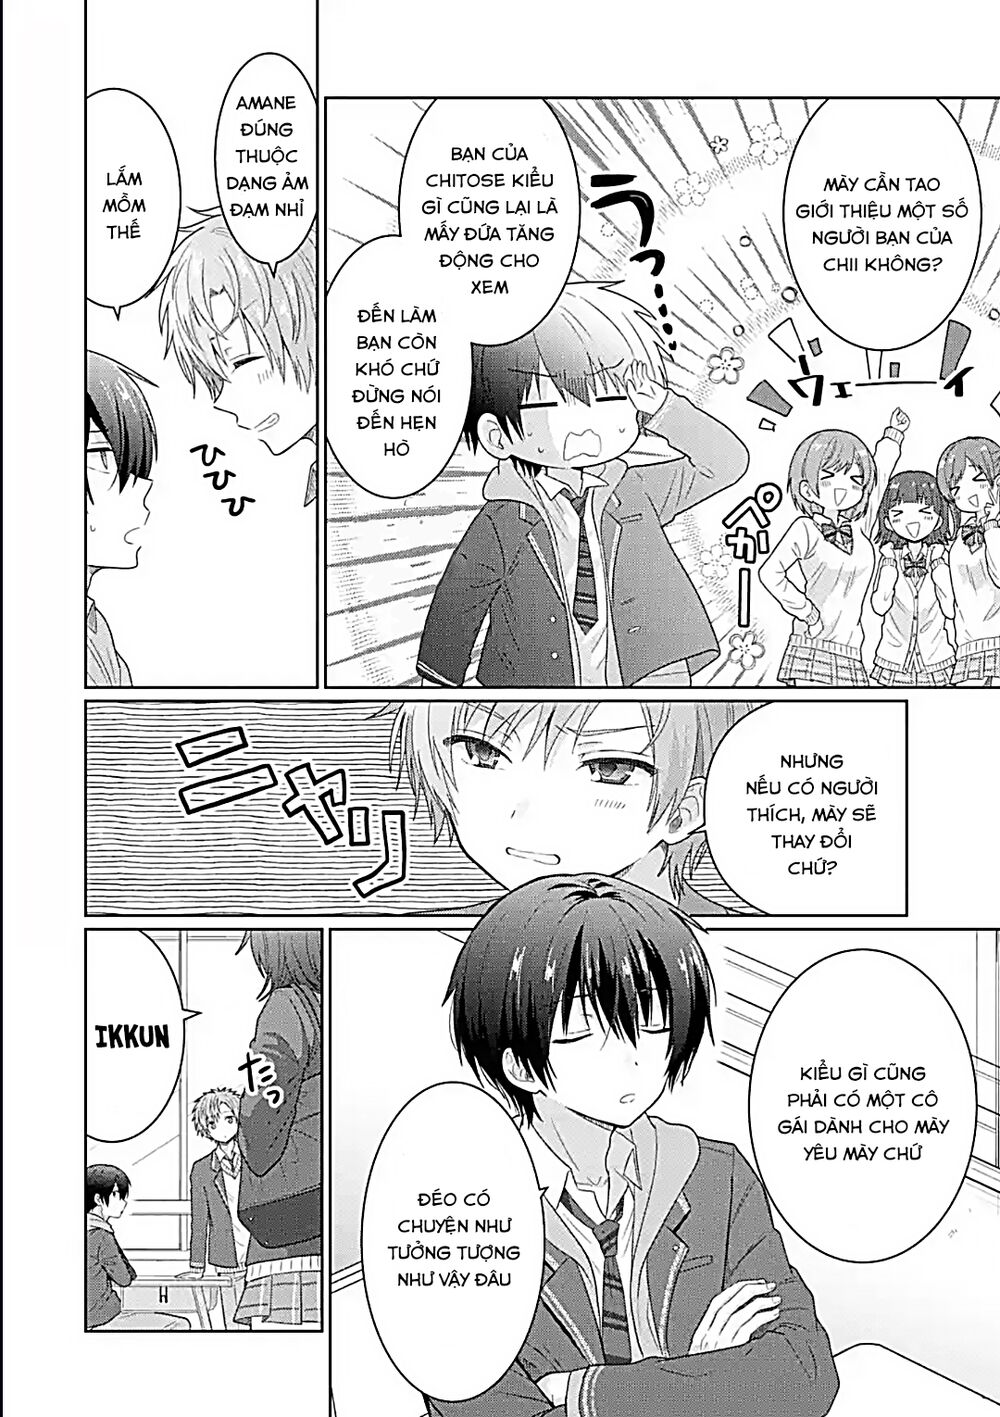 MÀY CẦN TAO
GIỚI THIỆU MỘT SỐ
NGƯỜI BẠN CỦA
CHII KHÔNG?
ウェーイ
ペかー
BẠN CỦA
CHITOSE KIỂU
GÌ CŨNG LẠI LÀ
MẤY ĐỨA TĂNG
ĐỘNG CHO
XEM
ĐẾN LÀM
BẠN CÒN
KHÓ CHỨ
ĐỪNG NÓI
ĐẾN HẸN
HÒ
うっ…
AMANE
ĐÚNG
THUỘC
DẠNG ẢM
ĐẠM NHỈ
LẮM
MỒM
THẾ
ひひひ
NHƯNG
NẾU CÓ NGƯỜI
THÍCH, MÀY SẼ
THAY ĐỔI
CHỨ?
ニヤリ
KIỂU GÌ CŨNG
PHẢI CÓ MỘT CÔ
GÁI DÀNH CHO MÀY
YÊU MÀY CHỨ
ĐÉO CÓ
CHUYỆN NHƯ
TƯỞNG TƯỢNG
NHƯ VẬY ĐÂU
IKKUN
たっ